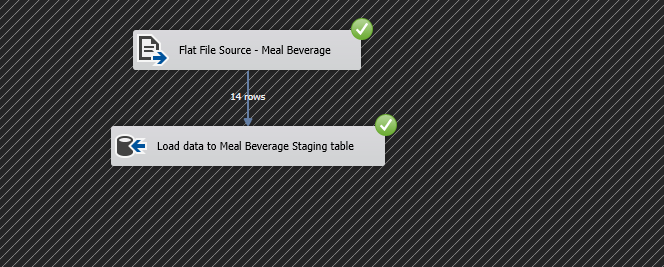 Flat File Source - Meal Beverage
14 rows
Load data to Meal Beverage Staging table